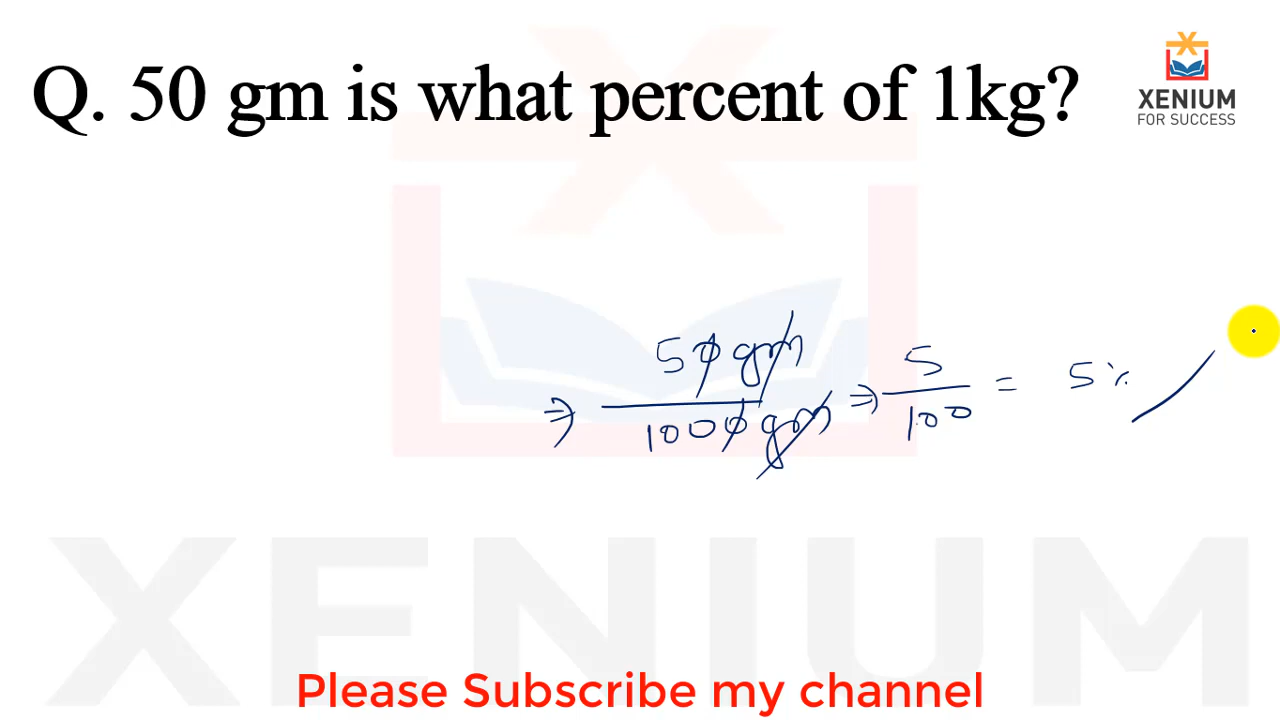 Q. 50 gm is what percent of 1kg?
XENIUM
FOR SUCCESS
⇒ 50 gm / 1000 gm ⇒ 5 / 100 = 5%
XENIUM
Please Subscribe my channel